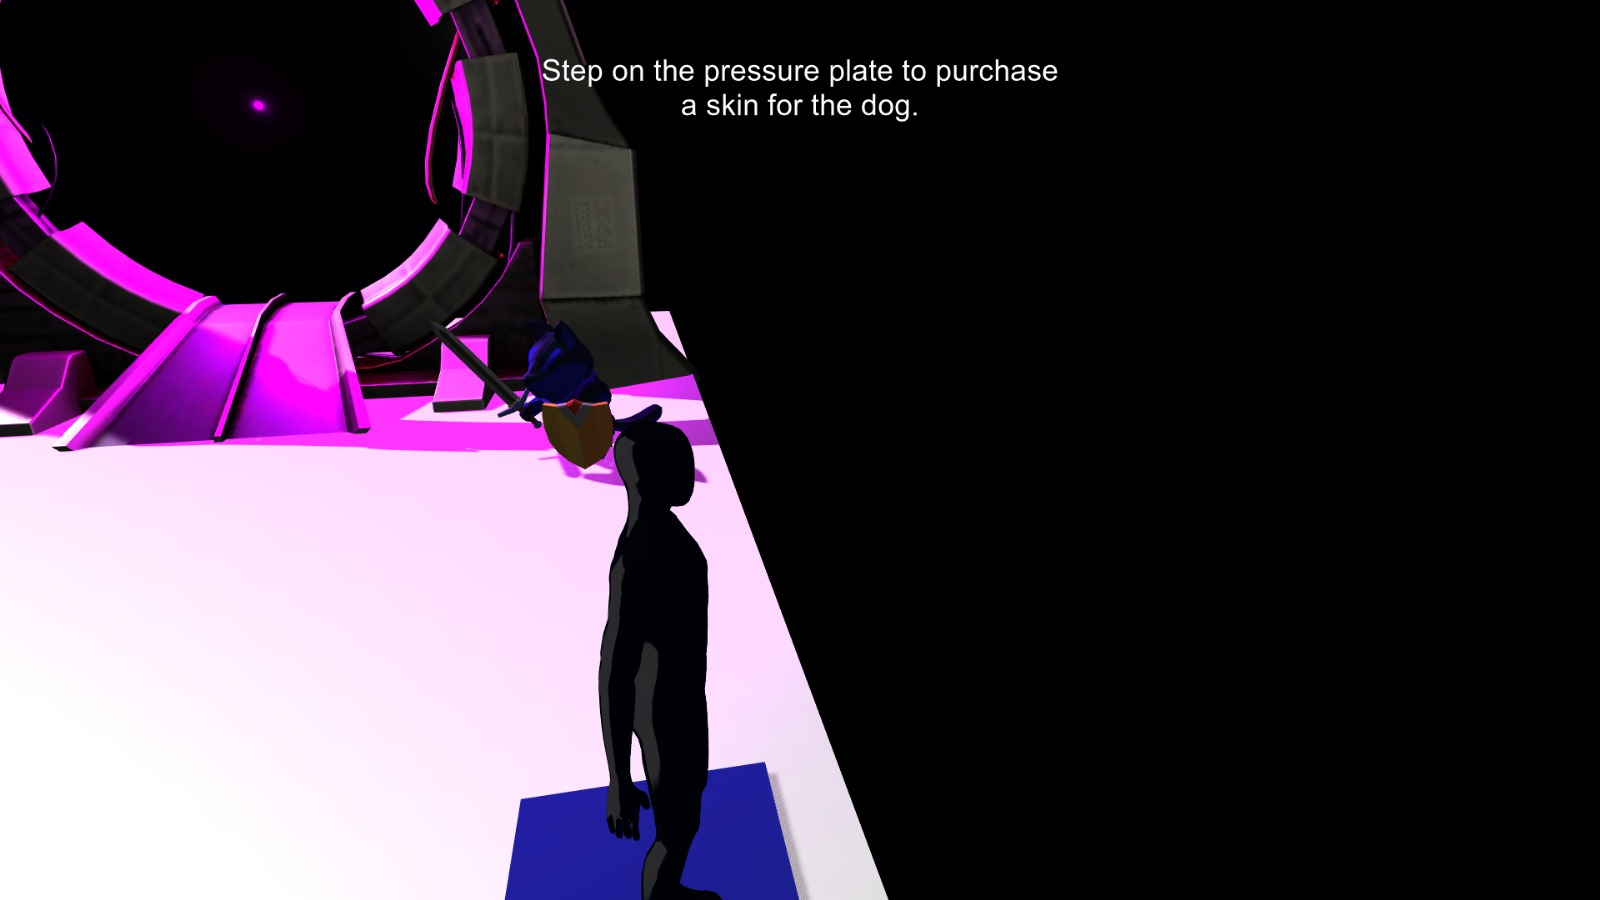 Step on the pressure plate to purchase
a skin for the dog.